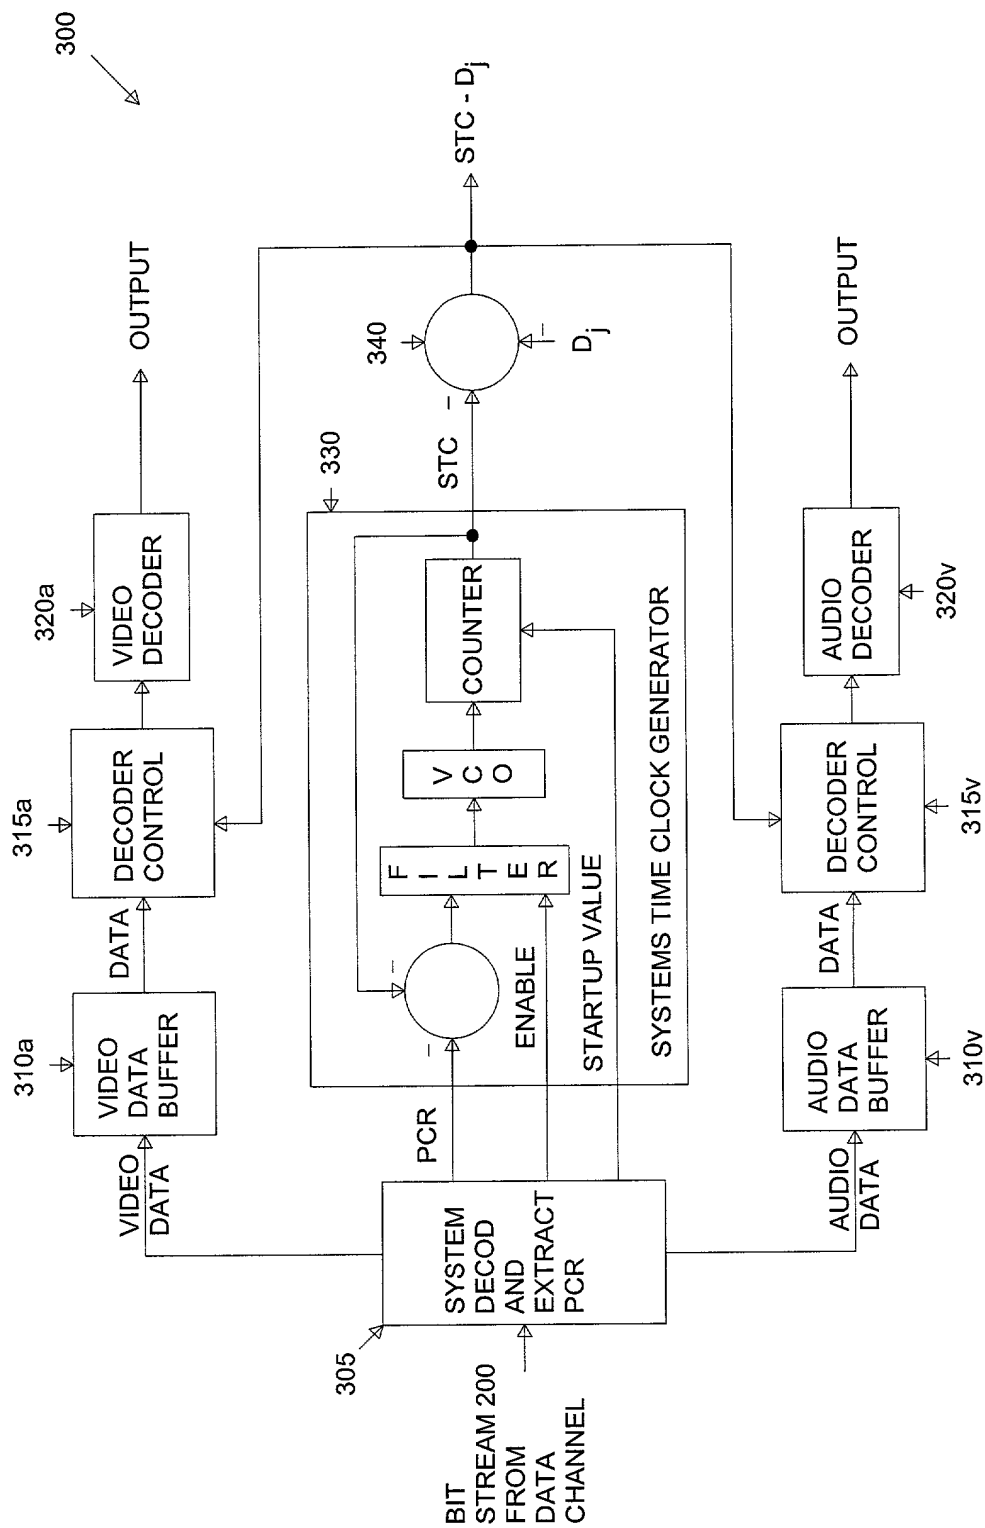 300
BIT
STREAM 200
FROM
DATA
CHANNEL
305
SYSTEM
DECOD
AND
EXTRACT
PCR
VIDEO
DATA
310a
VIDEO
DATA
BUFFER
DATA
315a
DECODER
CONTROL
320a
VIDEO
DECODER
OUTPUT
PCR
ENABLE
STARTUP VALUE
–
–
FILTER
VCO
COUNTER
SYSTEMS TIME CLOCK GENERATOR
330
STC
–
340
–
Dj
STC - Dj
AUDIO
DATA
AUDIO
DATA
BUFFER
310v
DATA
DECODER
CONTROL
315v
AUDIO
DECODER
320v
OUTPUT